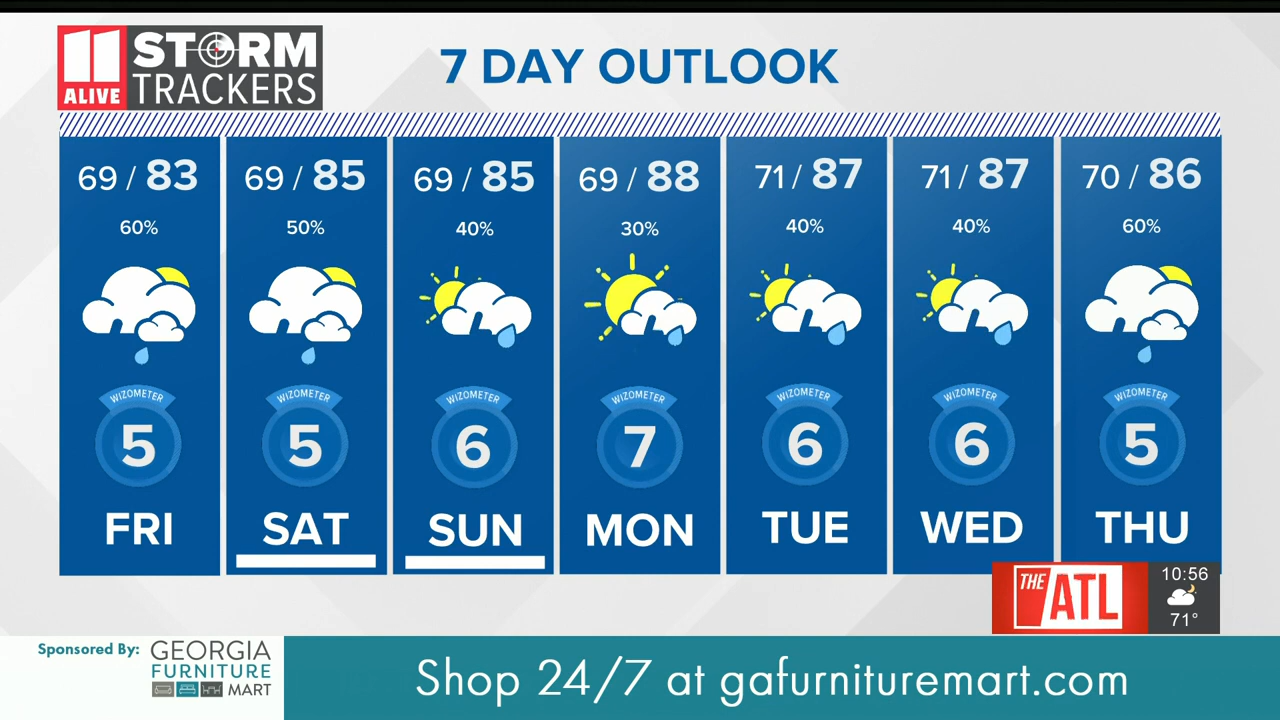 11 ALIVE
STORM
TRACKERS
7 DAY OUTLOOK
69 / 83
60%
WIZOMETER
5
FRI
69 / 85
50%
WIZOMETER
5
SAT
69 / 85
40%
WIZOMETER
6
SUN
69 / 88
30%
WIZOMETER
7
MON
71 / 87
40%
WIZOMETER
6
TUE
71 / 87
40%
WIZOMETER
6
WED
70 / 86
60%
WIZOMETER
5
THU
THE ATL
10:56
71°
Sponsored By:
GEORGIA
FURNITURE
MART
Shop 24/7 at gafurnituremart.com